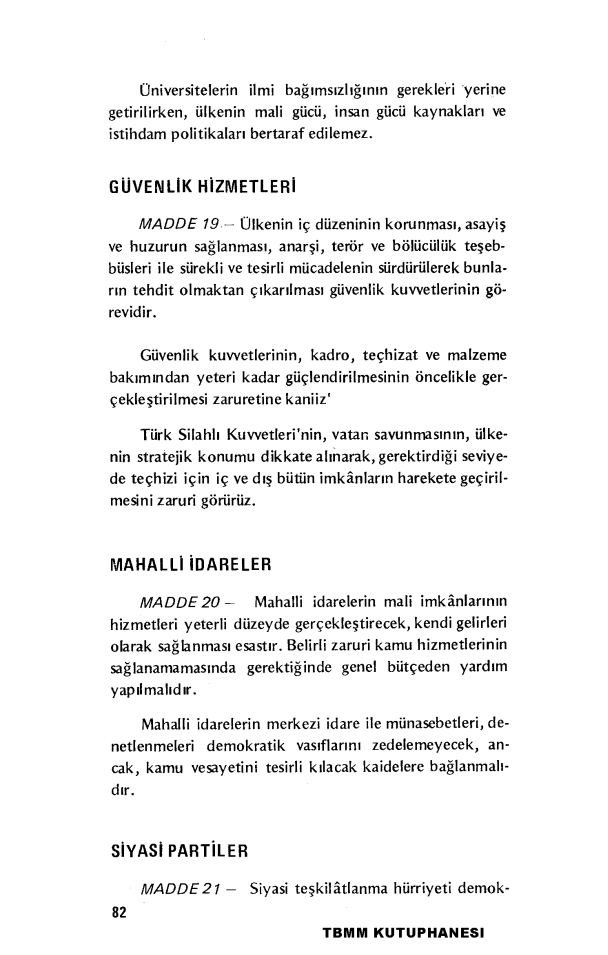 Üniversitelerin ilmi bağımsızlığının gerekleri yerine
getirilirken, ülkenin mali gücü, insan gücü kaynakları ve
istihdam politikaları bertaraf edilemez.
GÜVENLİK HİZMETLERİ
MADDE 19 — Ülkenin iç düzeninin korunması, asayiş
ve huzurun sağlanması, anarşi, terör ve bölücülük teşeb-
büsleri ile sürekli ve tesirli mücadelenin sürdürülerek bunla-
rın tehdit olmaktan çıkarılması güvenlik kuvvetlerinin gö-
revidir.
Güvenlik kuvvetlerinin, kadro, teçhizat ve malzeme
bakımından yeteri kadar güçlendirilmesinin öncelikle ger-
çekleştirilmesi zaruretine kaniiz'
Türk Silahlı Kuvvetleri'nin, vatan savunmasının, ülke-
nin stratejik konumu dikkate alınarak, gerektirdiği seviye-
de teçhizi için iç ve dış bütün imkânların harekete geçiril-
mesini zaruri görürüz.
MAHALLİ İDARELER
MADDE 20 — Mahalli idarelerin mali imkânlarının
hizmetleri yeterli düzeyde gerçekleştirecek, kendi gelirleri
olarak sağlanması esastır. Belirli zaruri kamu hizmetlerinin
sağlanamamasında gerektiğinde genel bütçeden yardım
yapılmalıdır.
Mahalli idarelerin merkezi idare ile münasebetleri, de-
netlenmeleri demokratik vasıflarını zedelemeyecek, an-
cak, kamu vesayetini tesirli kılacak kaidelere bağlanmalı-
dır.
SİYASİ PARTİLER
MADDE 21 — Siyasi teşkilâtlanma hürriyeti demok-
82
TBMM KUTUPHANESI